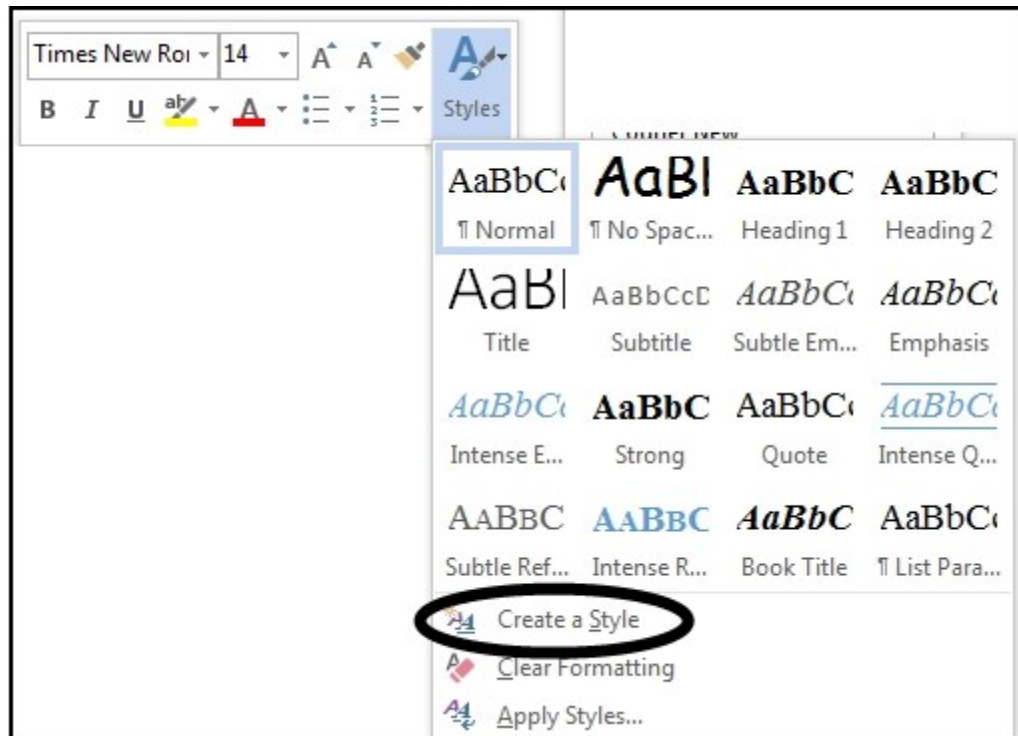 Times New Roı 14 A A
B I U ab A Styles
AaBbCc AaBl AaBbC AaBbC
¶ Normal ¶ No Spac... Heading 1 Heading 2
AaBl AaBbCcD AaBbCc AaBbCc
Title Subtitle Subtle Em... Emphasis
AaBbCc AaBbC AaBbCc AaBbCc
Intense E... Strong Quote Intense Q...
AABBC AABBC AaBbC AaBbCc
Subtle Ref... Intense R... Book Title ¶ List Para...
Create a Style
Clear Formatting
Apply Styles...